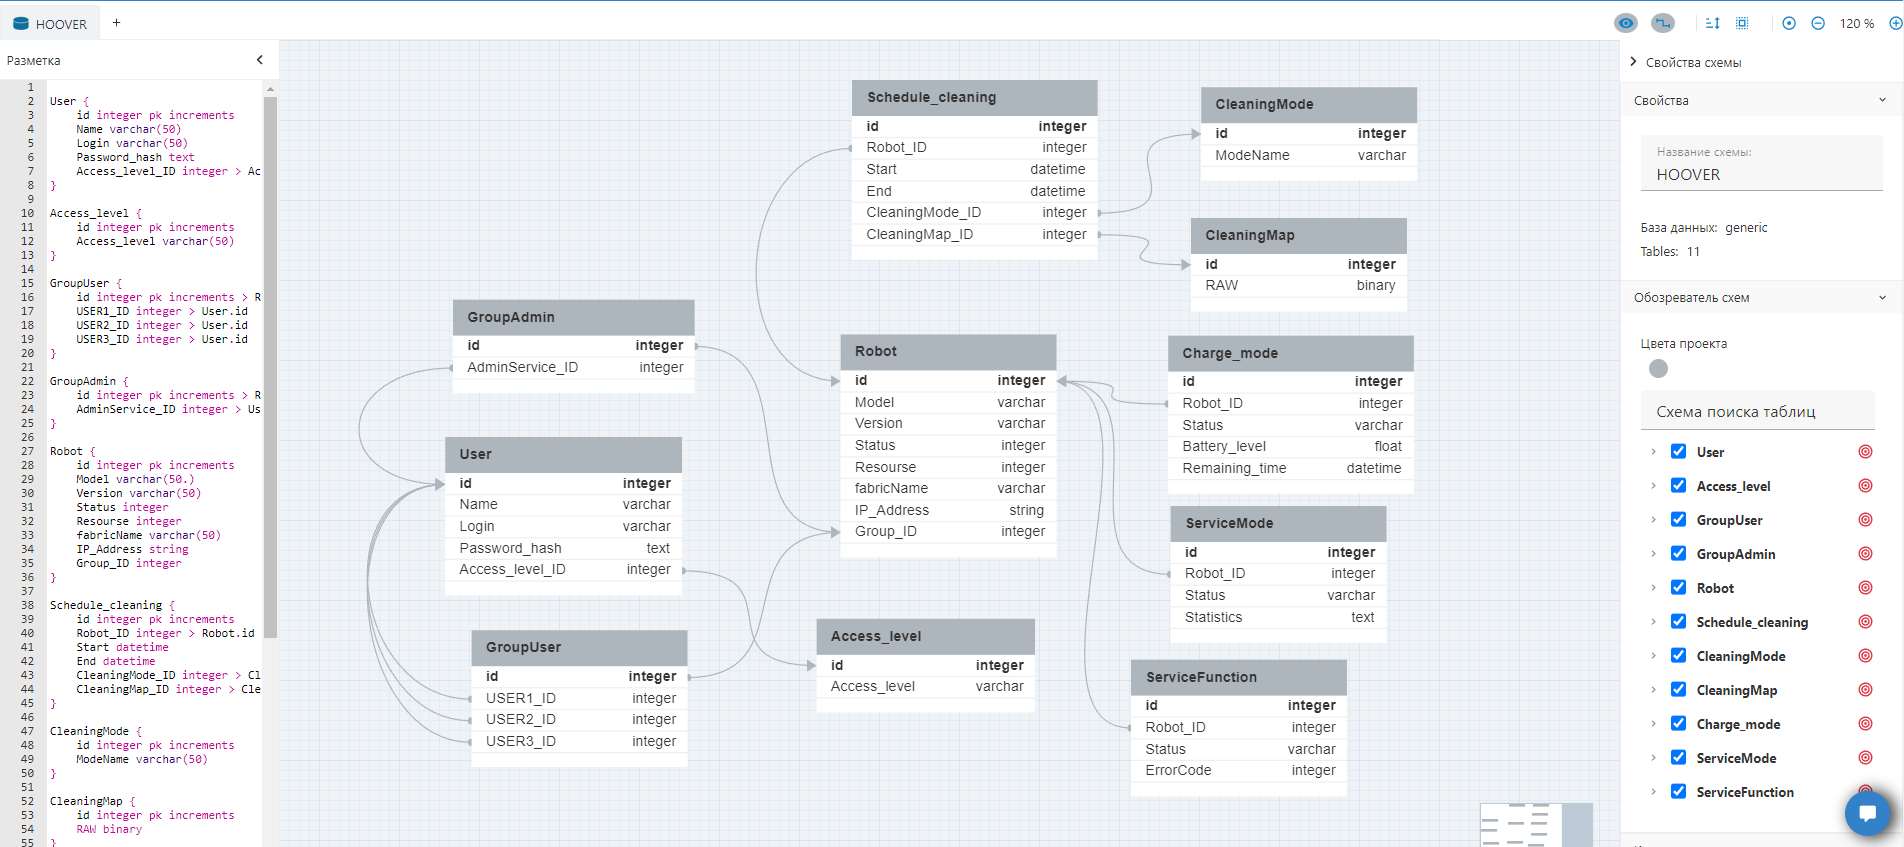 HOOVER
+
120 %
Разметка
1
2 User {
3 id integer pk increments
4 Name varchar(50)
5 Login varchar(50)
6 Password_hash text
7 Access_level_ID integer > Ac
8 }
9
10 Access_level {
11 id integer pk increments
12 Access_level varchar(50)
13 }
14
15 GroupUser {
16 id integer pk increments > R
17 USER1_ID integer > User.id
18 USER2_ID integer > User.id
19 USER3_ID integer > User.id
20 }
21
22 GroupAdmin {
23 id integer pk increments > R
24 AdminService_ID integer > Us
25 }
26
27 Robot {
28 id integer pk increments
29 Model varchar(50.)
30 Version varchar(50)
31 Status integer
32 Resourse integer
33 fabricName varchar(50)
34 IP_Address string
35 Group_ID integer
36 }
37
38 Schedule_cleaning {
39 id integer pk increments
40 Robot_ID integer > Robot.id
41 Start datetime
42 End datetime
43 CleaningMode_ID integer > Cl
44 CleaningMap_ID integer > Cle
45 }
46
47 CleaningMode {
48 id integer pk increments
49 ModeName varchar(50)
50 }
51
52 CleaningMap {
53 id integer pk increments
54 RAW binary
55 }
Schedule_cleaning
id integer
Robot_ID integer
Start datetime
End datetime
CleaningMode_ID integer
CleaningMap_ID integer
CleaningMode
id integer
ModeName varchar
CleaningMap
id integer
RAW binary
GroupAdmin
id integer
AdminService_ID integer
Robot
id integer
Model varchar
Version varchar
Status integer
Resourse integer
fabricName varchar
IP_Address string
Group_ID integer
Charge_mode
id integer
Robot_ID integer
Status varchar
Battery_level float
Remaining_time datetime
User
id integer
Name varchar
Login varchar
Password_hash text
Access_level_ID integer
ServiceMode
id integer
Robot_ID integer
Status varchar
Statistics text
GroupUser
id integer
USER1_ID integer
USER2_ID integer
USER3_ID integer
Access_level
id integer
Access_level varchar
ServiceFunction
id integer
Robot_ID integer
Status varchar
ErrorCode integer
Свойства схемы
Свойства
Название схемы:
HOOVER
База данных: generic
Tables: 11
Обозреватель схем
Цвета проекта
Схема поиска таблиц
User
Access_level
GroupUser
GroupAdmin
Robot
Schedule_cleaning
CleaningMode
CleaningMap
Charge_mode
ServiceMode
ServiceFunction